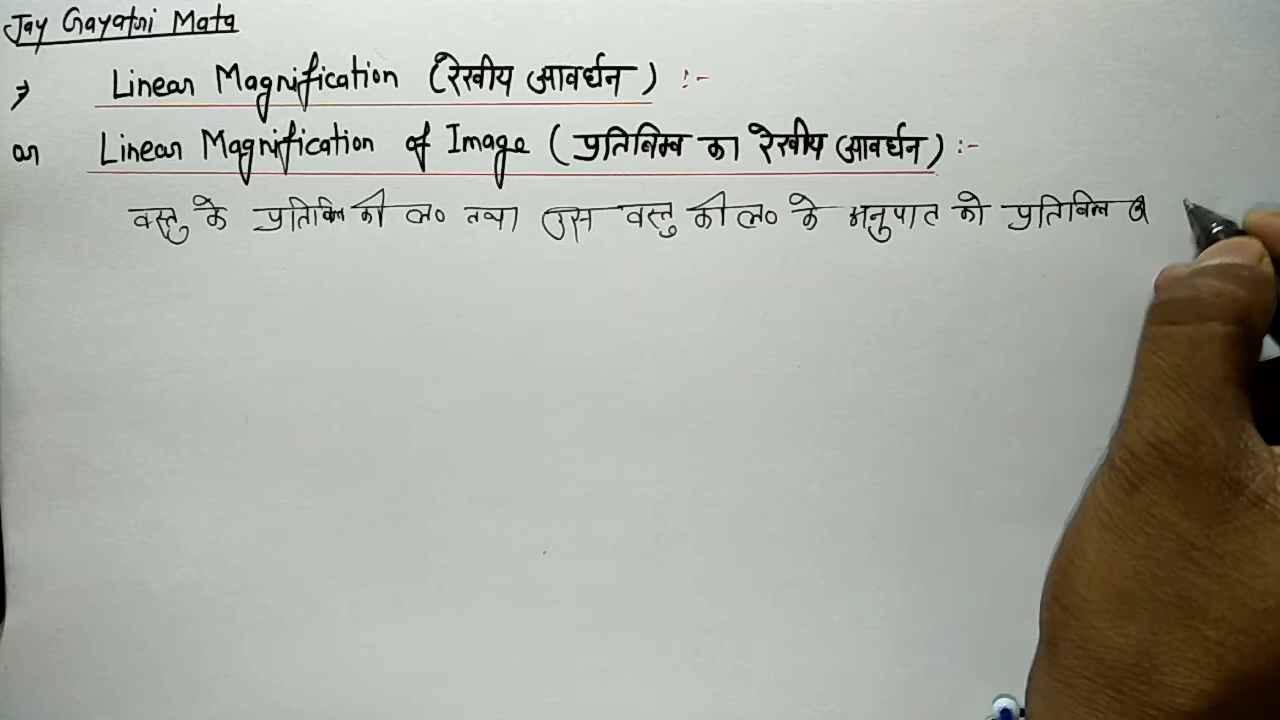 Jay Gayatri Mata
⇒ Linear Magnification (रेखीय आवर्धन) :-
or Linear Magnification of Image (प्रतिबिम्ब का रेखीय आवर्धन) :-
वस्तु के प्रतिबिम्ब की ल० तथा उस वस्तु की ल० के अनुपात को प्रतिबिम्ब